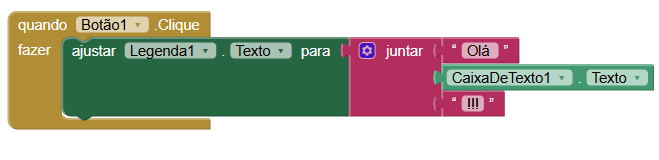 quando Botão1 .Clique
fazer ajustar Legenda1 . Texto para juntar “ Olá ”
CaixaDeTexto1 . Texto
“ !!! ”